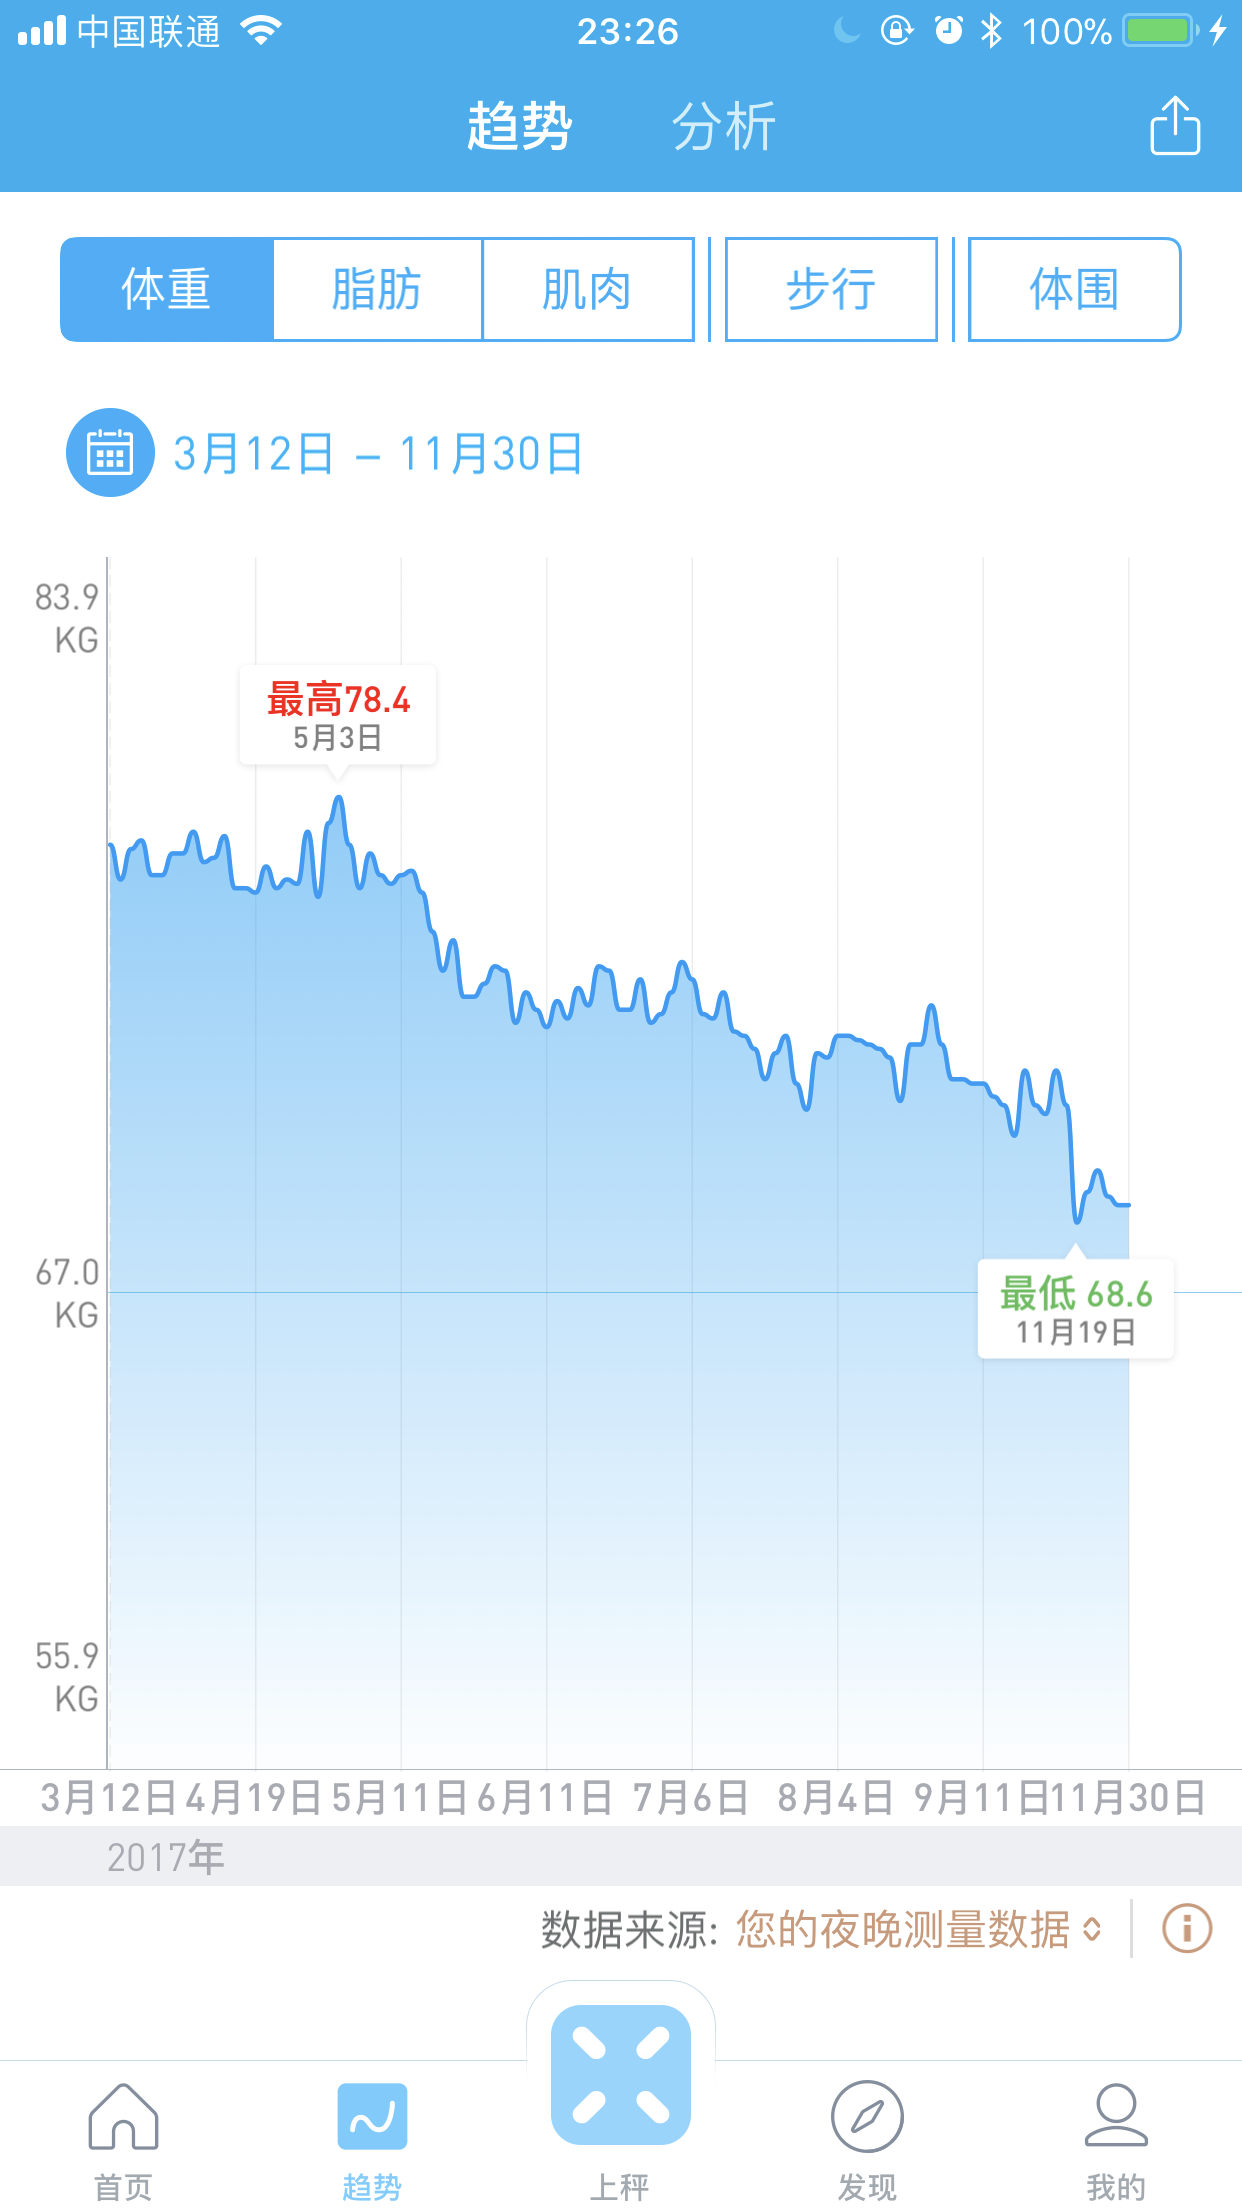 中国联通 23:26 100%
趋势 分析
体重 脂肪 肌肉 步行 体围
3月12日 – 11月30日
83.9
KG
最高78.4
5月3日
67.0
KG
最低 68.6
11月19日
55.9
KG
3月12日 4月19日 5月11日 6月11日 7月6日 8月4日 9月11日 11月30日
2017年
数据来源: 您的夜晚测量数据
首页 趋势 上秤 发现 我的